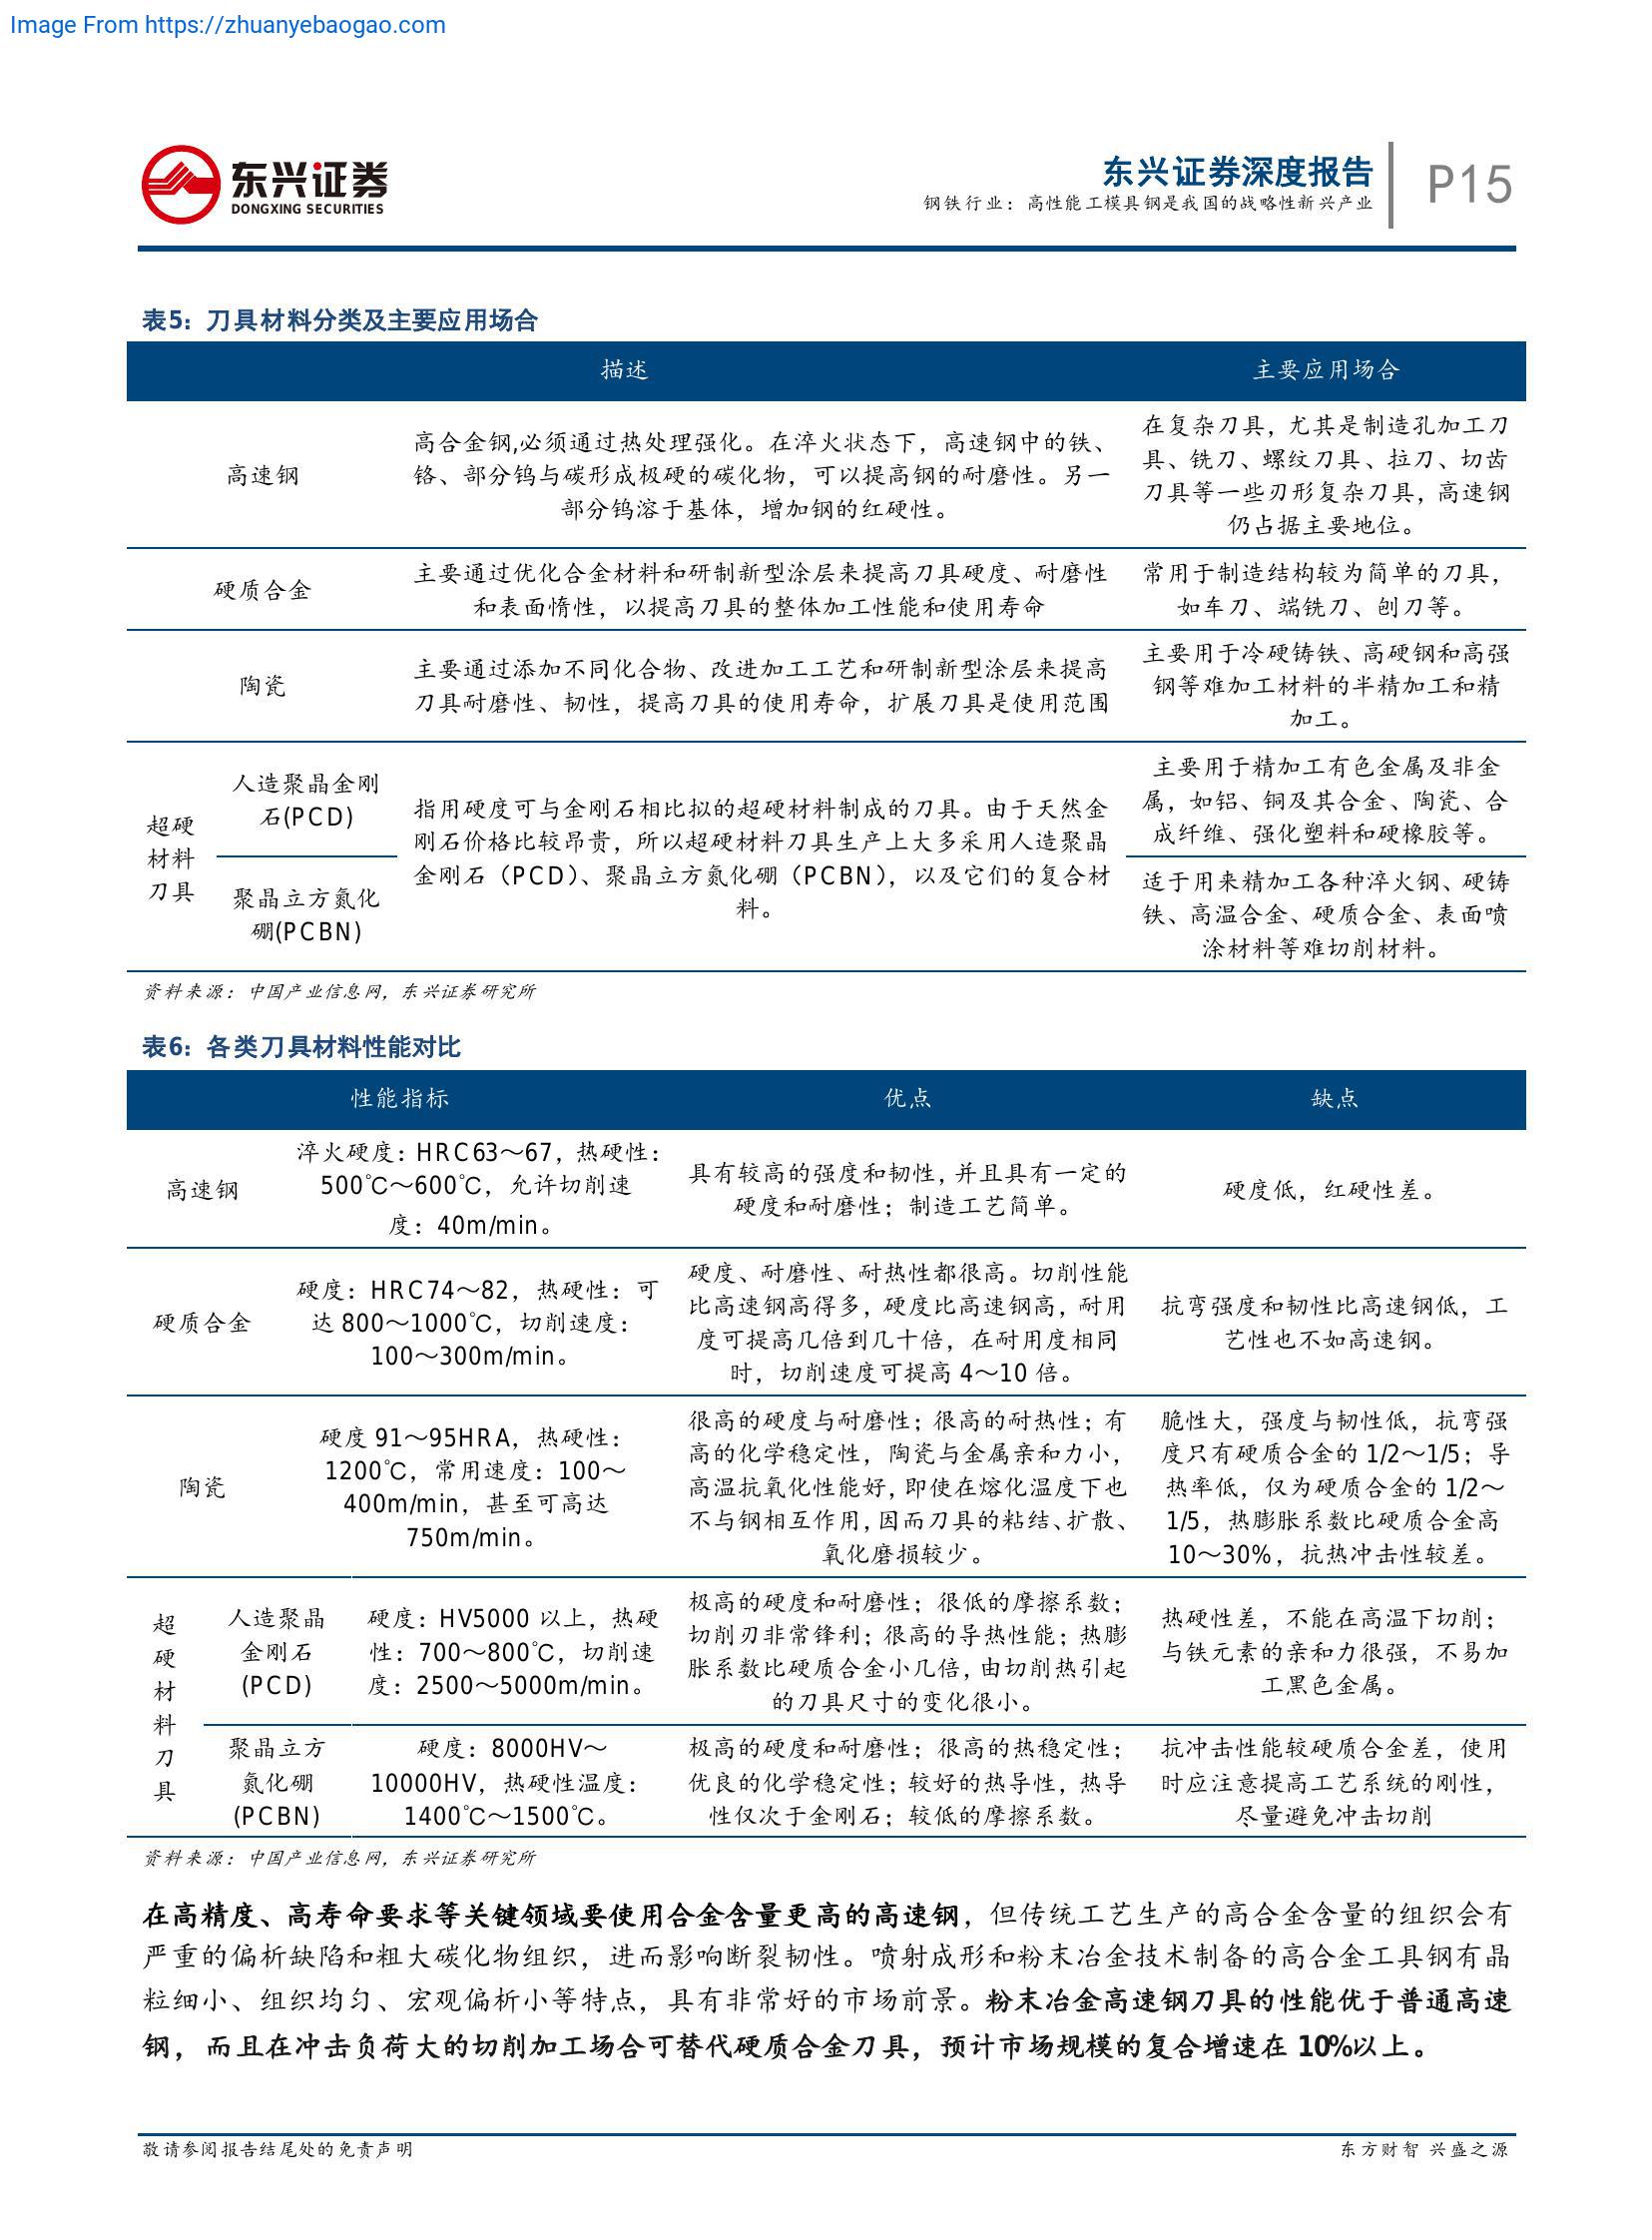 Image From https://zhuanyebaogao.com
东兴证券
DONGXING SECURITIES
东兴证券深度报告
钢铁行业：高性能工模具钢是我国的战略性新兴产业
P15
表5：刀具材料分类及主要应用场合
描述
主要应用场合
高速钢
高合金钢,必须通过热处理强化。在淬火状态下，高速钢中的铁、
铬、部分钨与碳形成极硬的碳化物，可以提高钢的耐磨性。另一
部分钨溶于基体，增加钢的红硬性。
在复杂刀具，尤其是制造孔加工刀
具、铣刀、螺纹刀具、拉刀、切齿
刀具等一些刃形复杂刀具，高速钢
仍占据主要地位。
硬质合金
主要通过优化合金材料和研制新型涂层来提高刀具硬度、耐磨性
和表面惰性，以提高刀具的整体加工性能和使用寿命
常用于制造结构较为简单的刀具，
如车刀、端铣刀、刨刀等。
陶瓷
主要通过添加不同化合物、改进加工工艺和研制新型涂层来提高
刀具耐磨性、韧性，提高刀具的使用寿命，扩展刀具是使用范围
主要用于冷硬铸铁、高硬钢和高强
钢等难加工材料的半精加工和精
加工。
超硬
材料
刀具
人造聚晶金刚
石(PCD)
指用硬度可与金刚石相比拟的超硬材料制成的刀具。由于天然金
刚石价格比较昂贵，所以超硬材料刀具生产上大多采用人造聚晶
金刚石（PCD）、聚晶立方氮化硼（PCBN），以及它们的复合材
料。
主要用于精加工有色金属及非金
属，如铝、铜及其合金、陶瓷、合
成纤维、强化塑料和硬橡胶等。
聚晶立方氮化
硼(PCBN)
适于用来精加工各种淬火钢、硬铸
铁、高温合金、硬质合金、表面喷
涂材料等难切削材料。
资料来源：中国产业信息网，东兴证券研究所
表6：各类刀具材料性能对比
性能指标
优点
缺点
高速钢
淬火硬度：HRC63～67，热硬性：
500℃～600℃，允许切削速
度：40m/min。
具有较高的强度和韧性，并且具有一定的
硬度和耐磨性；制造工艺简单。
硬度低，红硬性差。
硬质合金
硬度：HRC74～82，热硬性：可
达 800～1000℃，切削速度：
100～300m/min。
硬度、耐磨性、耐热性都很高。切削性能
比高速钢高得多，硬度比高速钢高，耐用
度可提高几倍到几十倍，在耐用度相同
时，切削速度可提高 4～10 倍。
抗弯强度和韧性比高速钢低，工
艺性也不如高速钢。
陶瓷
硬度 91～95HRA，热硬性：
1200℃，常用速度：100～
400m/min，甚至可高达
750m/min。
很高的硬度与耐磨性；很高的耐热性；有
高的化学稳定性，陶瓷与金属亲和力小，
高温抗氧化性能好，即使在熔化温度下也
不与钢相互作用，因而刀具的粘结、扩散、
氧化磨损较少。
脆性大，强度与韧性低，抗弯强
度只有硬质合金的 1/2～1/5；导
热率低，仅为硬质合金的 1/2～
1/5，热膨胀系数比硬质合金高
10～30%，抗热冲击性较差。
超
硬
材
料
刀
具
人造聚晶
金刚石
(PCD)
硬度：HV5000 以上，热硬
性：700～800℃，切削速
度：2500～5000m/min。
极高的硬度和耐磨性；很低的摩擦系数；
切削刃非常锋利；很高的导热性能；热膨
胀系数比硬质合金小几倍，由切削热引起
的刀具尺寸的变化很小。
热硬性差，不能在高温下切削；
与铁元素的亲和力很强，不易加
工黑色金属。
聚晶立方
氮化硼
(PCBN)
硬度：8000HV～
10000HV，热硬性温度：
1400℃～1500℃。
极高的硬度和耐磨性；很高的热稳定性；
优良的化学稳定性；较好的热导性，热导
性仅次于金刚石；较低的摩擦系数。
抗冲击性能较硬质合金差，使用
时应注意提高工艺系统的刚性，
尽量避免冲击切削
资料来源：中国产业信息网，东兴证券研究所
在高精度、高寿命要求等关键领域要使用合金含量更高的高速钢，但传统工艺生产的高合金含量的组织会有
严重的偏析缺陷和粗大碳化物组织，进而影响断裂韧性。喷射成形和粉末冶金技术制备的高合金工具钢有晶
粒细小、组织均匀、宏观偏析小等特点，具有非常好的市场前景。粉末冶金高速钢刀具的性能优于普通高速
钢，而且在冲击负荷大的切削加工场合可替代硬质合金刀具，预计市场规模的复合增速在 10%以上。
敬请参阅报告结尾处的免责声明
东方财智 兴盛之源